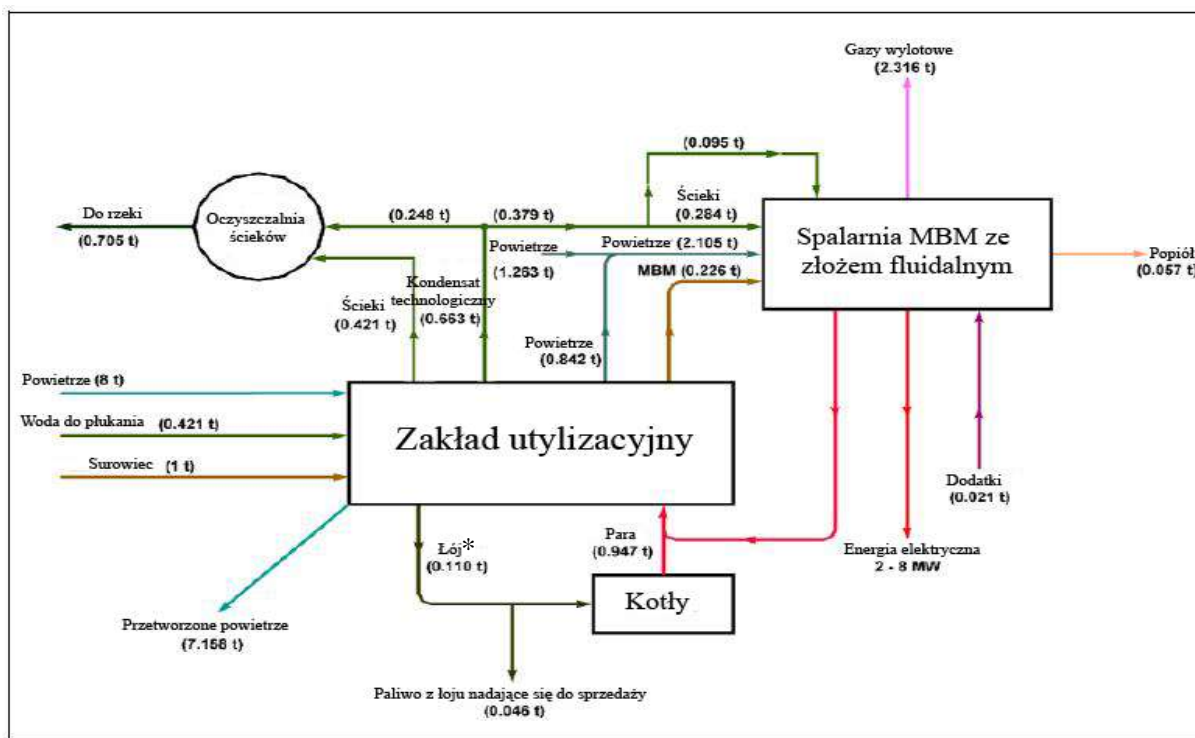 Gazy wylotowe
(2.316 t)
(0.095 t)
Ścieki
(0.284 t)
Do rzeki
(0.705 t)
Oczyszczalnia
ścieków
(0.248 t)
(0.379 t)
Powietrze
(1.263 t)
Powietrze (2.105 t)
MBM (0.226 t)
Spalarnia MBM ze
złożem fluidalnym
Popiół
(0.057 t)
Ścieki
(0.421 t)
Kondensat
technologiczny
(0.663 t)
Powietrze
(0.842 t)
Powietrze (8 t)
Woda do płukania (0.421 t)
Surowiec (1 t)
Zakład utylizacyjny
Dodatki
(0.021 t)
Łój*
(0.110 t)
Para
(0.947 t)
Energia elektryczna
2 - 8 MW
Kotły
Przetworzone powietrze
(7.158 t)
Paliwo z łoju nadające się do sprzedaży
(0.046 t)